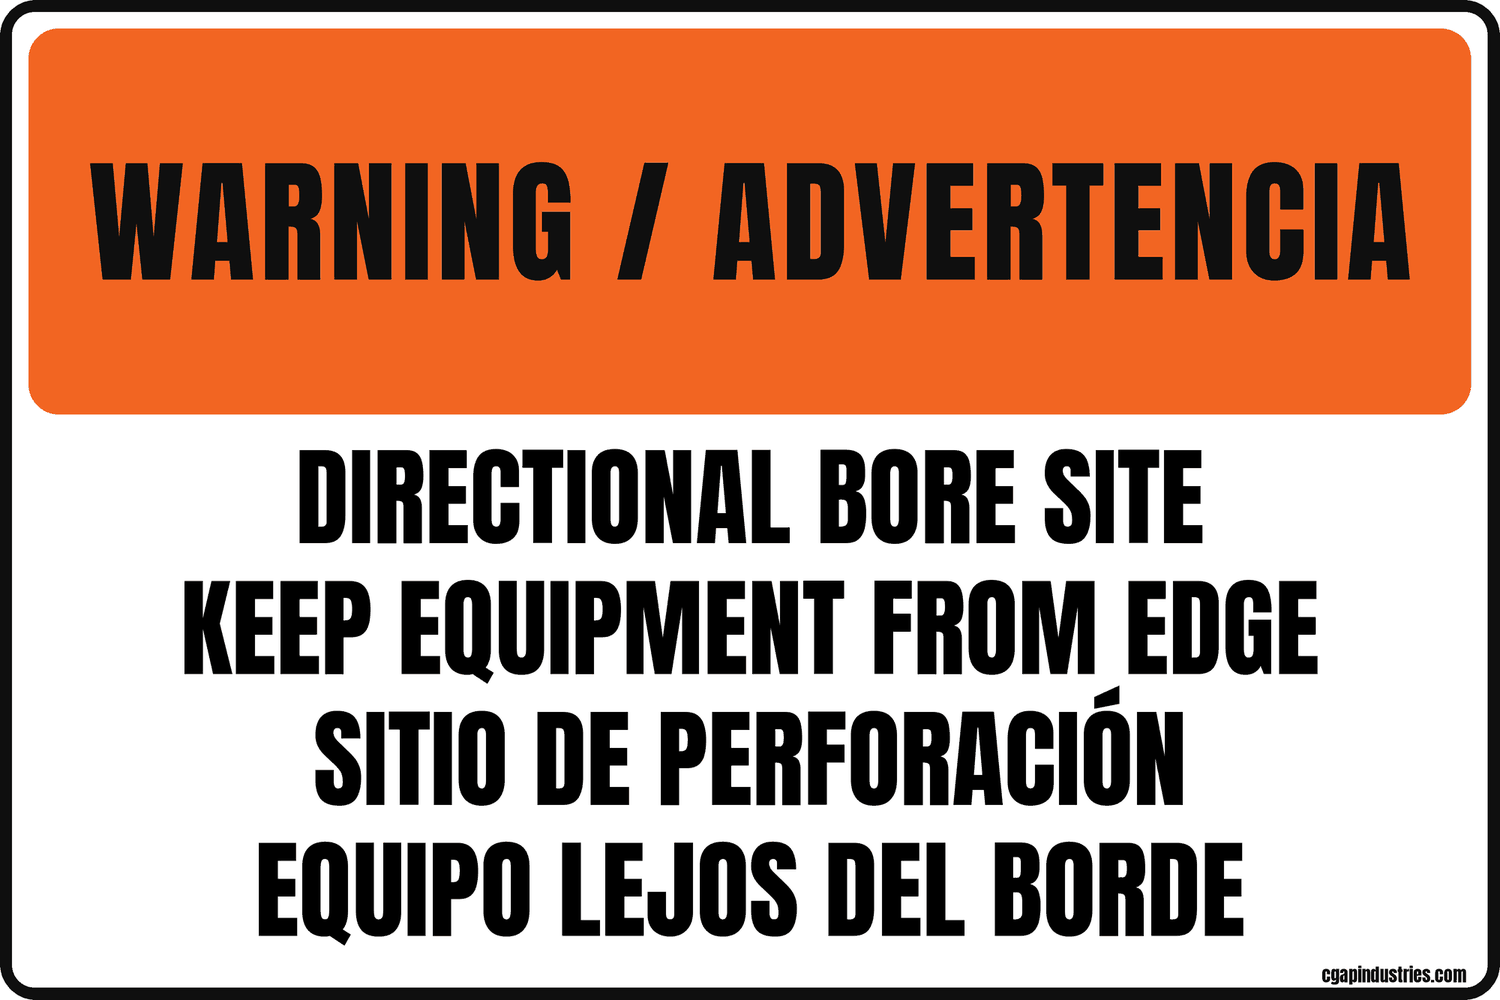 WARNING / ADVERTENCIA
DIRECTIONAL BORE SITE
KEEP EQUIPMENT FROM EDGE
SITIO DE PERFORACIÓN
EQUIPO LEJOS DEL BORDE
cgapindustries.com